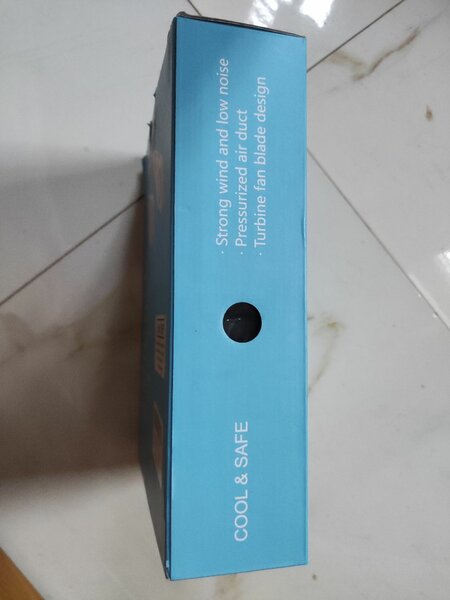 COOL & SAFE
· Strong wind and low noise
· Pressurized air duct
· Turbine fan blade design